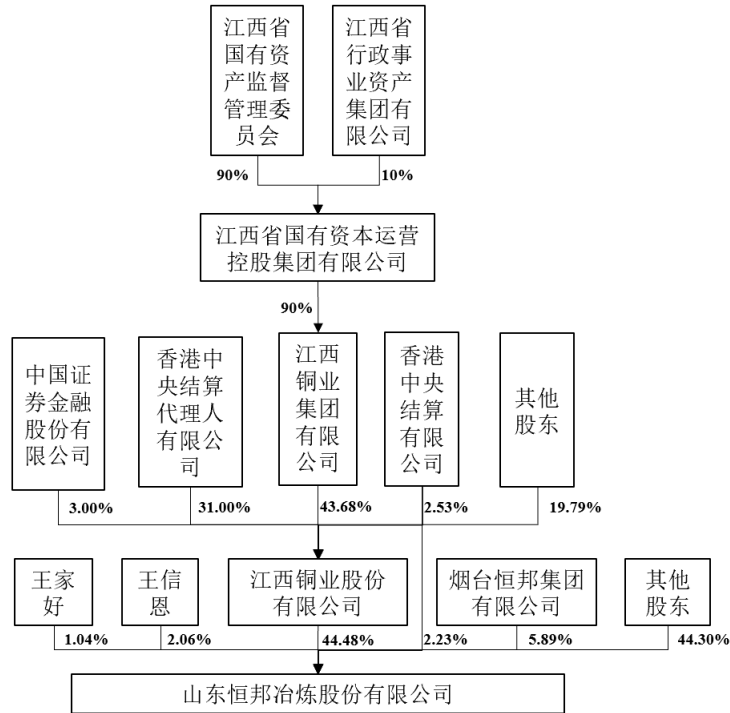 江西省
国有资
产监督
管理委
员会
江西省
行政事
业资产
集团有
限公司
90%
10%
江西省国有资本运营
控股集团有限公司
90%
中国证
券金融
股份有
限公司
香港中
央结算
代理人
有限公
司
江西
铜业
集团
有限
公司
香港
中央
结算
有限
公司
其他
股东
3.00%
31.00%
43.68%
2.53%
19.79%
王家
好
王信
恩
江西铜业股份
有限公司
烟台恒邦集团
有限公司
其他
股东
1.04%
2.06%
44.48%
2.23%
5.89%
44.30%
山东恒邦冶炼股份有限公司